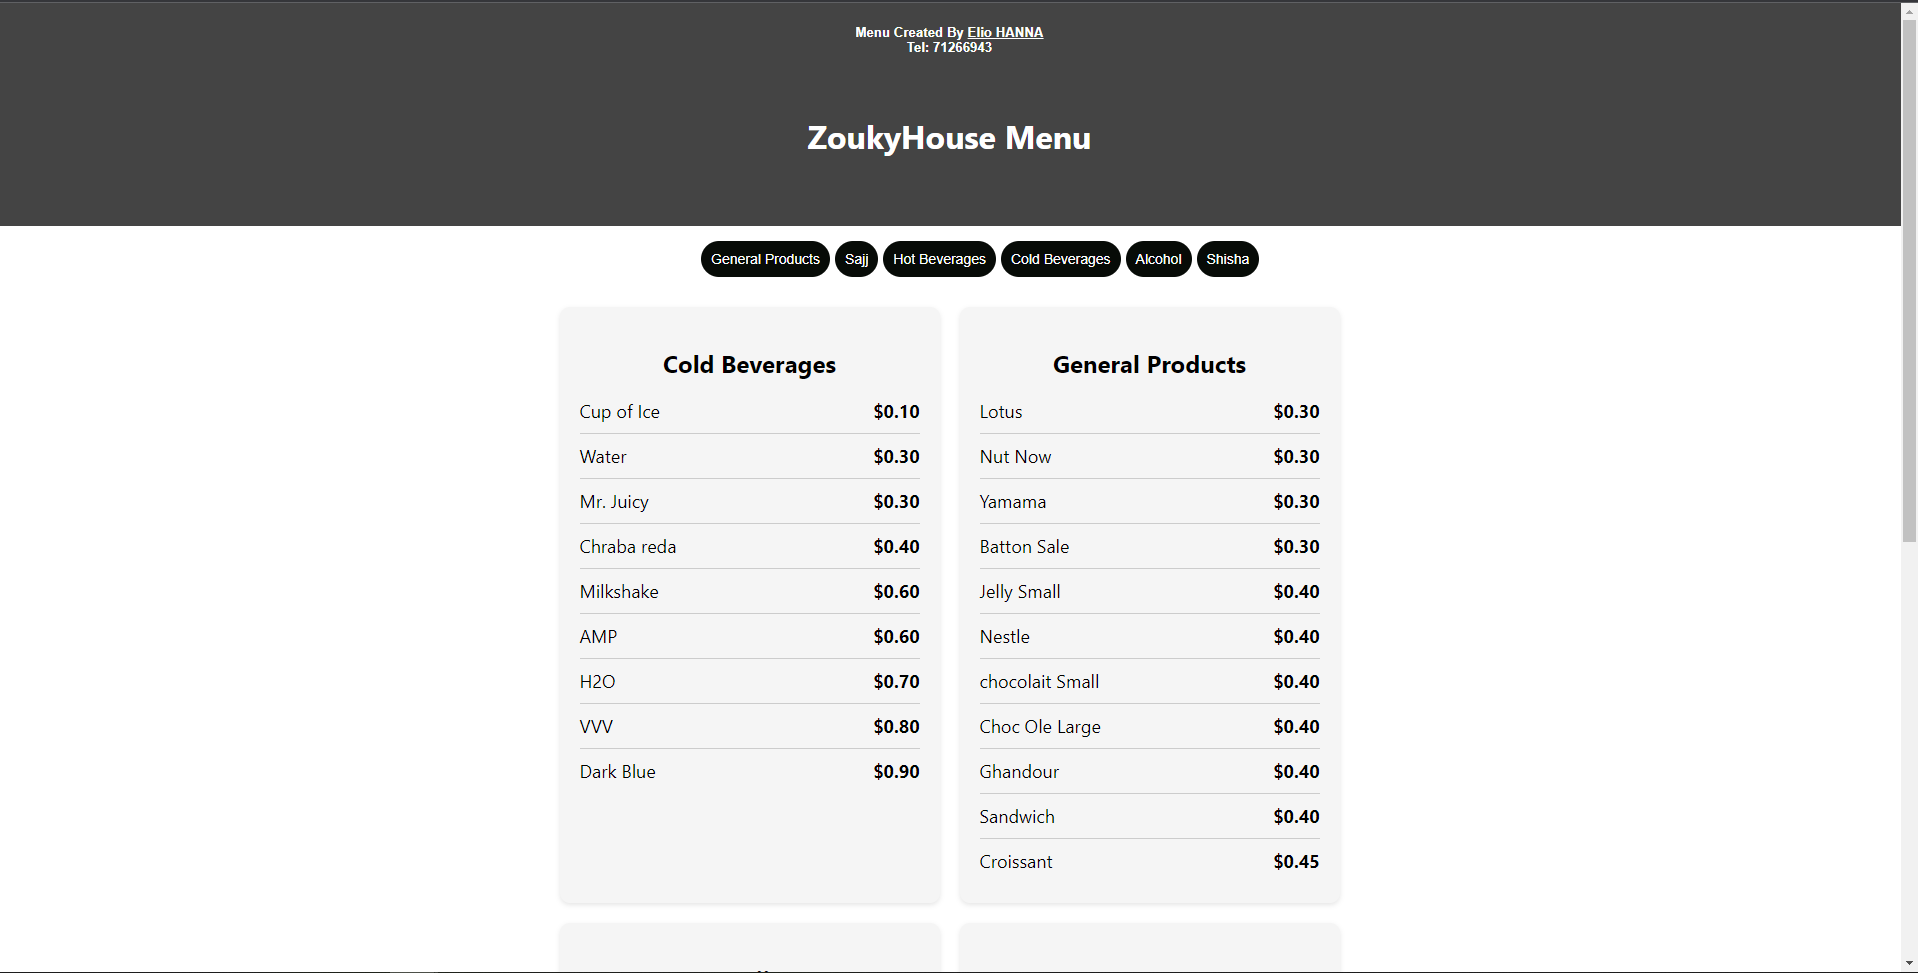 Menu Created By Elio HANNA
Tel: 71266943
ZoukyHouse Menu
General Products Sajj Hot Beverages Cold Beverages Alcohol Shisha
Cold Beverages
Cup of Ice $0.10
Water $0.30
Mr. Juicy $0.30
Chraba reda $0.40
Milkshake $0.60
AMP $0.60
H2O $0.70
VVV $0.80
Dark Blue $0.90
General Products
Lotus $0.30
Nut Now $0.30
Yamama $0.30
Batton Sale $0.30
Jelly Small $0.40
Nestle $0.40
chocolait Small $0.40
Choc Ole Large $0.40
Ghandour $0.40
Sandwich $0.40
Croissant $0.45